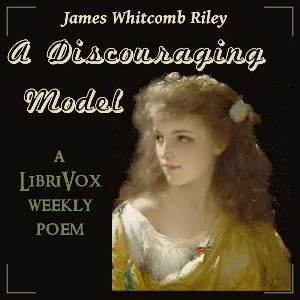 James Whitcomb Riley
A Discouraging
Model
A
LIBRIVOX
WEEKLY
POEM